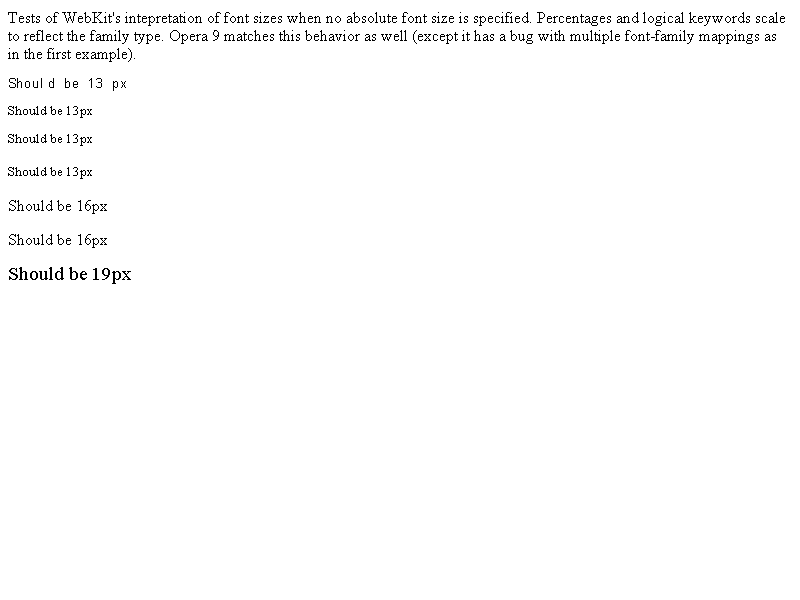 Tests of WebKit's intepretation of font sizes when no absolute font size is specified. Percentages and logical keywords scale
to reflect the family type. Opera 9 matches this behavior as well (except it has a bug with multiple font-family mappings as
in the first example).
Should be 13 px
Should be 13px
Should be 13px
Should be 13px
Should be 16px
Should be 16px
Should be 19px